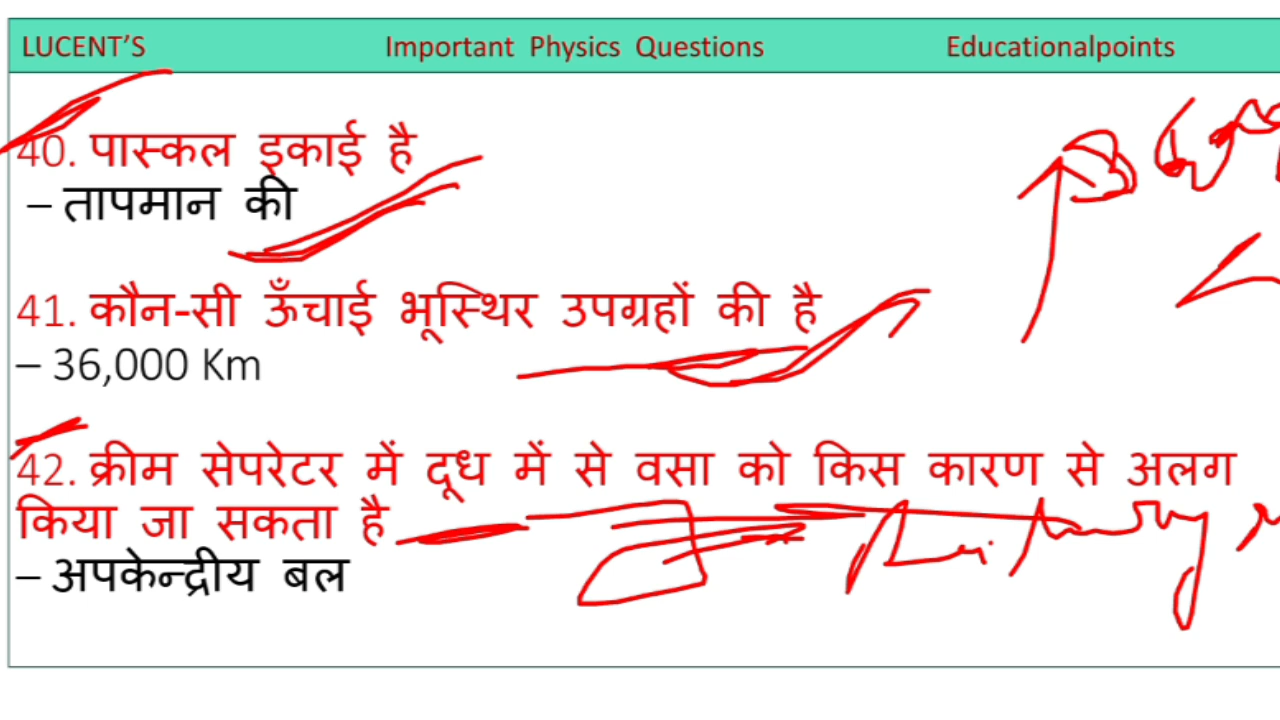 LUCENT'S Important Physics Questions Educationalpoints
40. पास्कल इकाई है
– तापमान की
41. कौन-सी ऊँचाई भूस्थिर उपग्रहों की है
– 36,000 Km
42. क्रीम सेपरेटर में दूध में से वसा को किस कारण से अलग
किया जा सकता है
– अपकेन्द्रीय बल